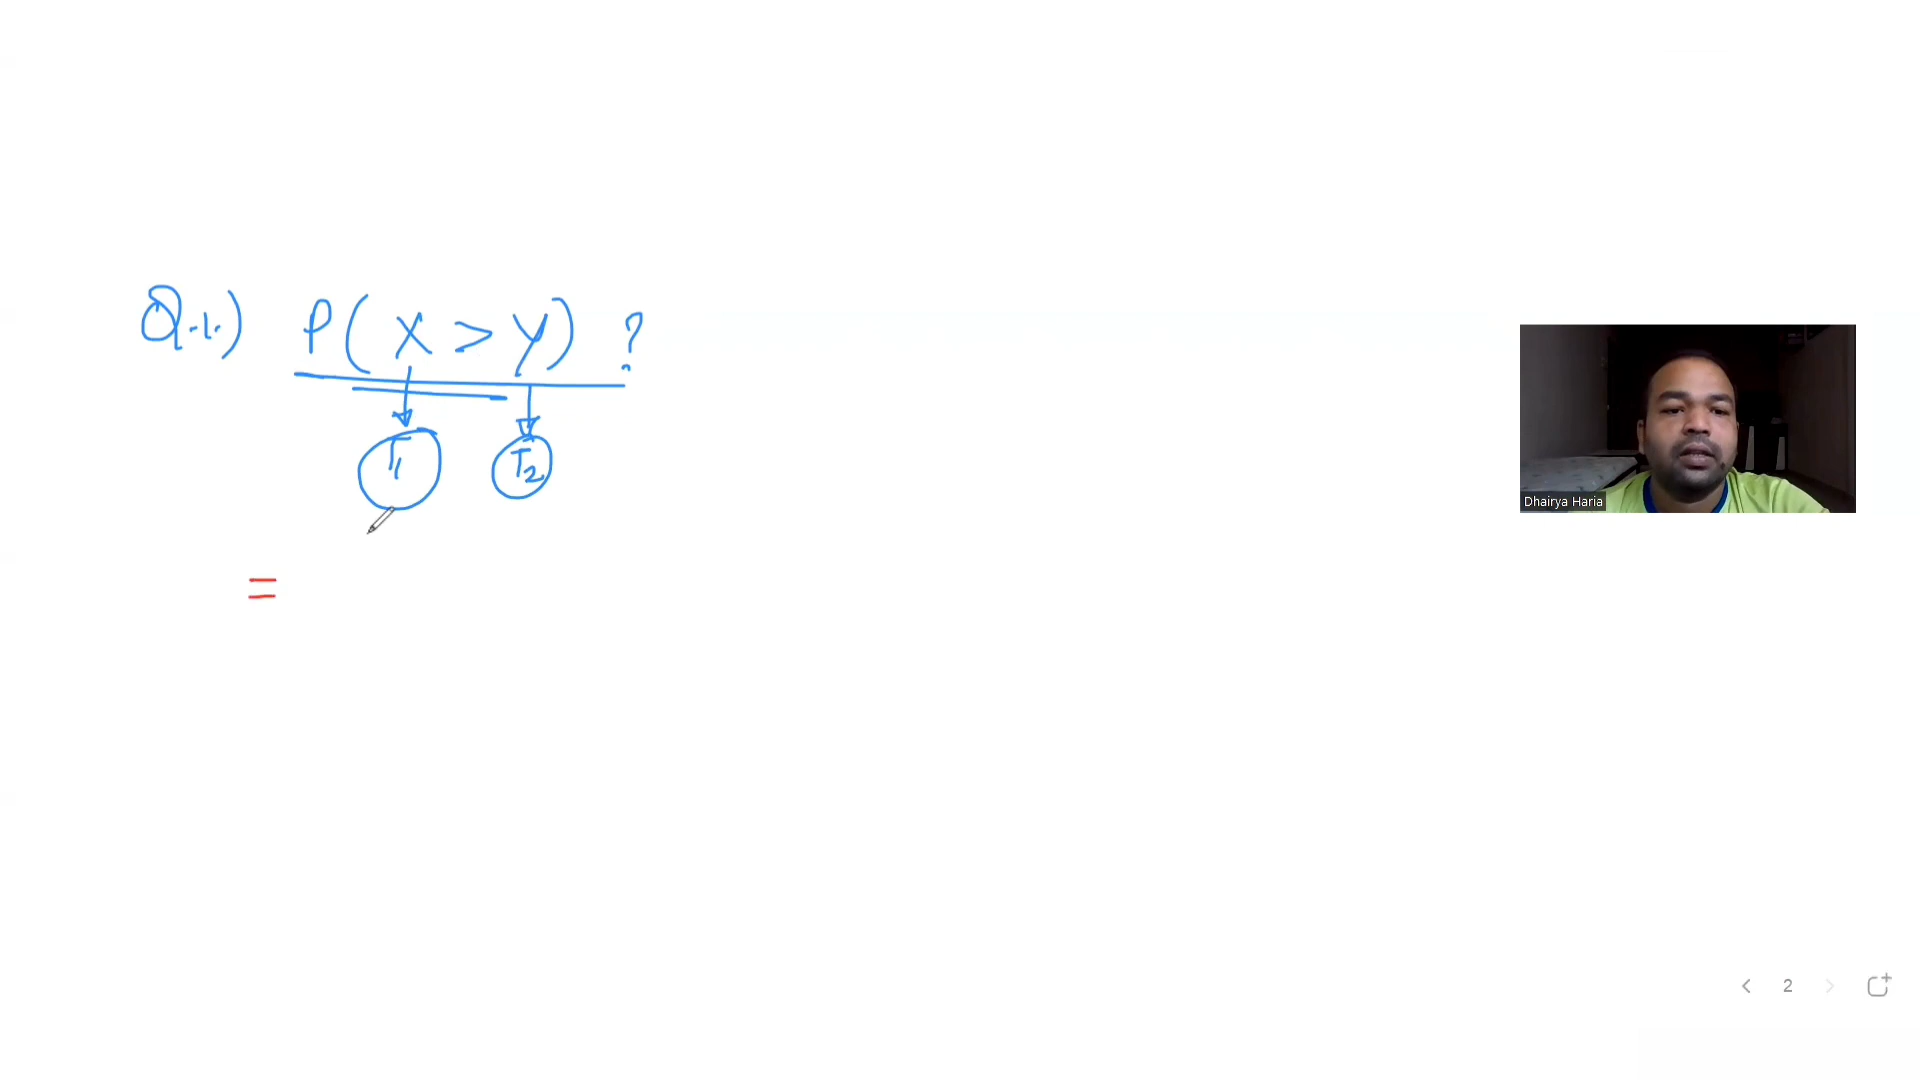 Q.1.) P( X > Y) ?
T1 T2
=
Dhairya Haria
2